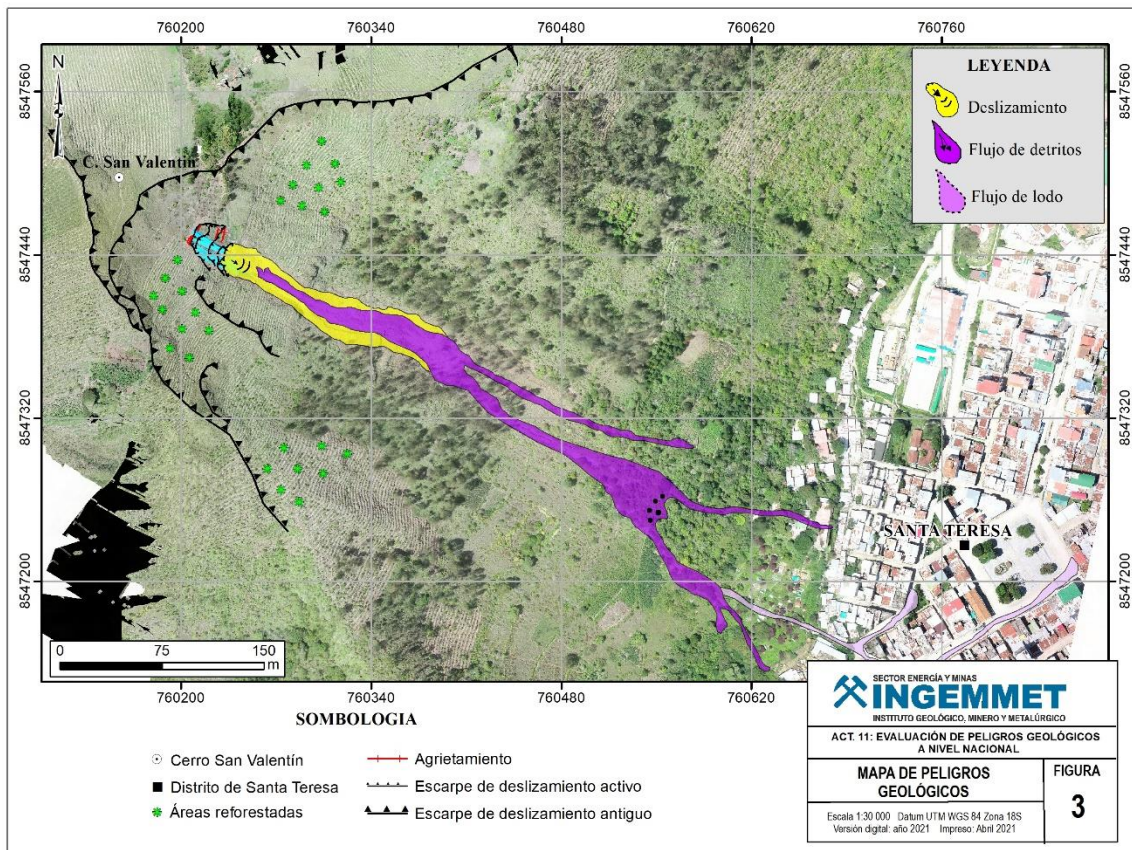 760200
760340
760480
760620
760760
8547560
8547440
8547320
8547200
8547560
8547440
8547320
8547200
N
C. San Valentín
SANTA TERESA
LEYENDA
Deslizamiento
Flujo de detritos
Flujo de lodo
0 75 150
m
760200
760340
760480
760620
SOMBOLOGIA
Cerro San Valentín
Distrito de Santa Teresa
Áreas reforestadas
Agrietamiento
Escarpe de deslizamiento activo
Escarpe de deslizamiento antiguo
SECTOR ENERGÍA Y MINAS
INGEMMET
INSTITUTO GEOLÓGICO, MINERO Y METALÚRGICO
ACT. 11: EVALUACIÓN DE PELIGROS GEOLÓGICOS
A NIVEL NACIONAL
MAPA DE PELIGROS
GEOLÓGICOS
Escala 1:30 000 Datum UTM WGS 84 Zona 18S
Versión digital: año 2021 Impreso: Abril 2021
FIGURA
3